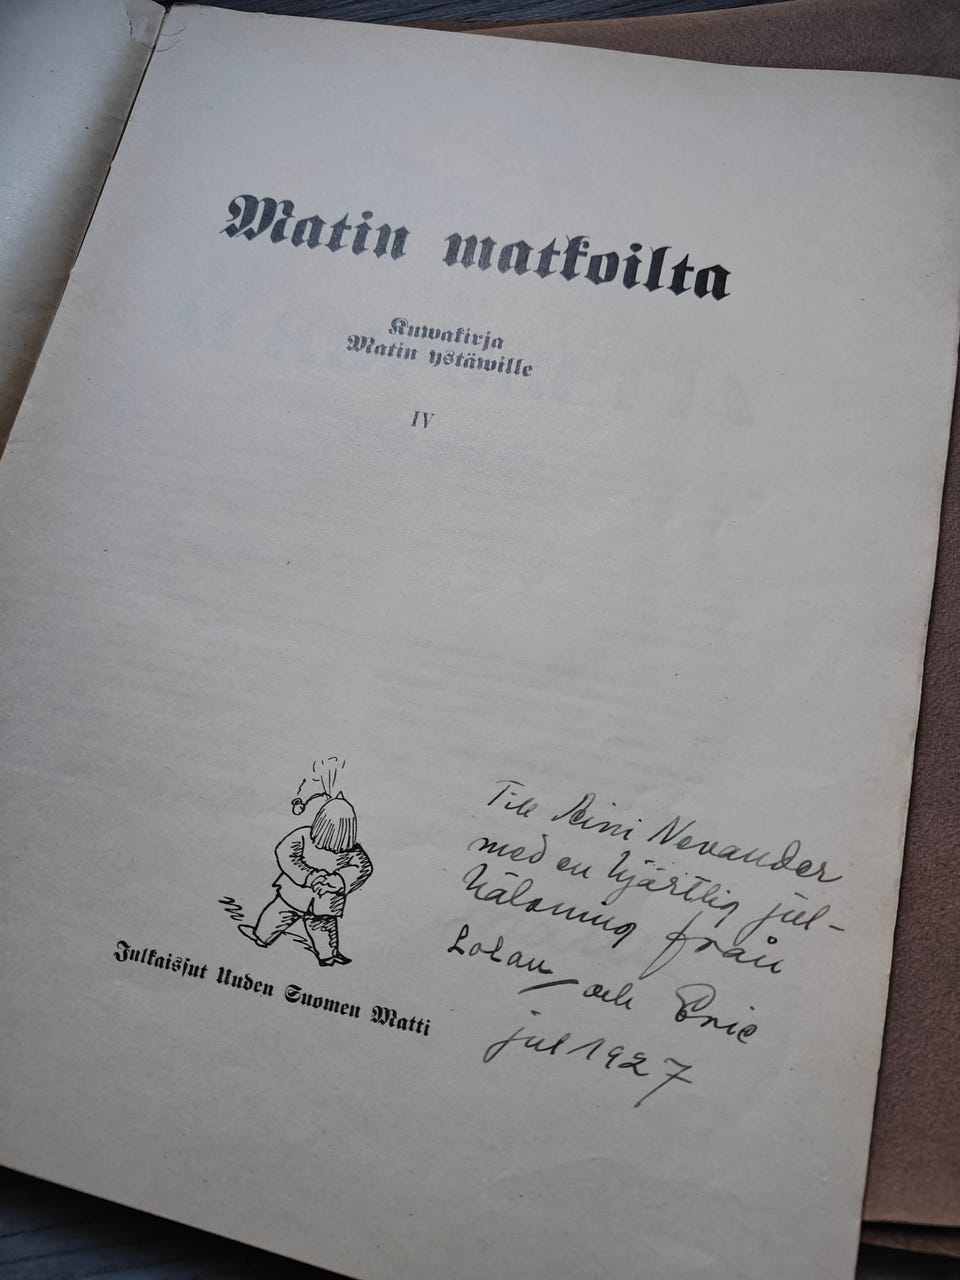 Matin matkoilta
Kuwakirja
Matin ystäwille
IV
Julkaissut Uuden Suomen Matti
Till Nevander
med en hjärtlig jul-
hälsning från
och Eric
jul 1927